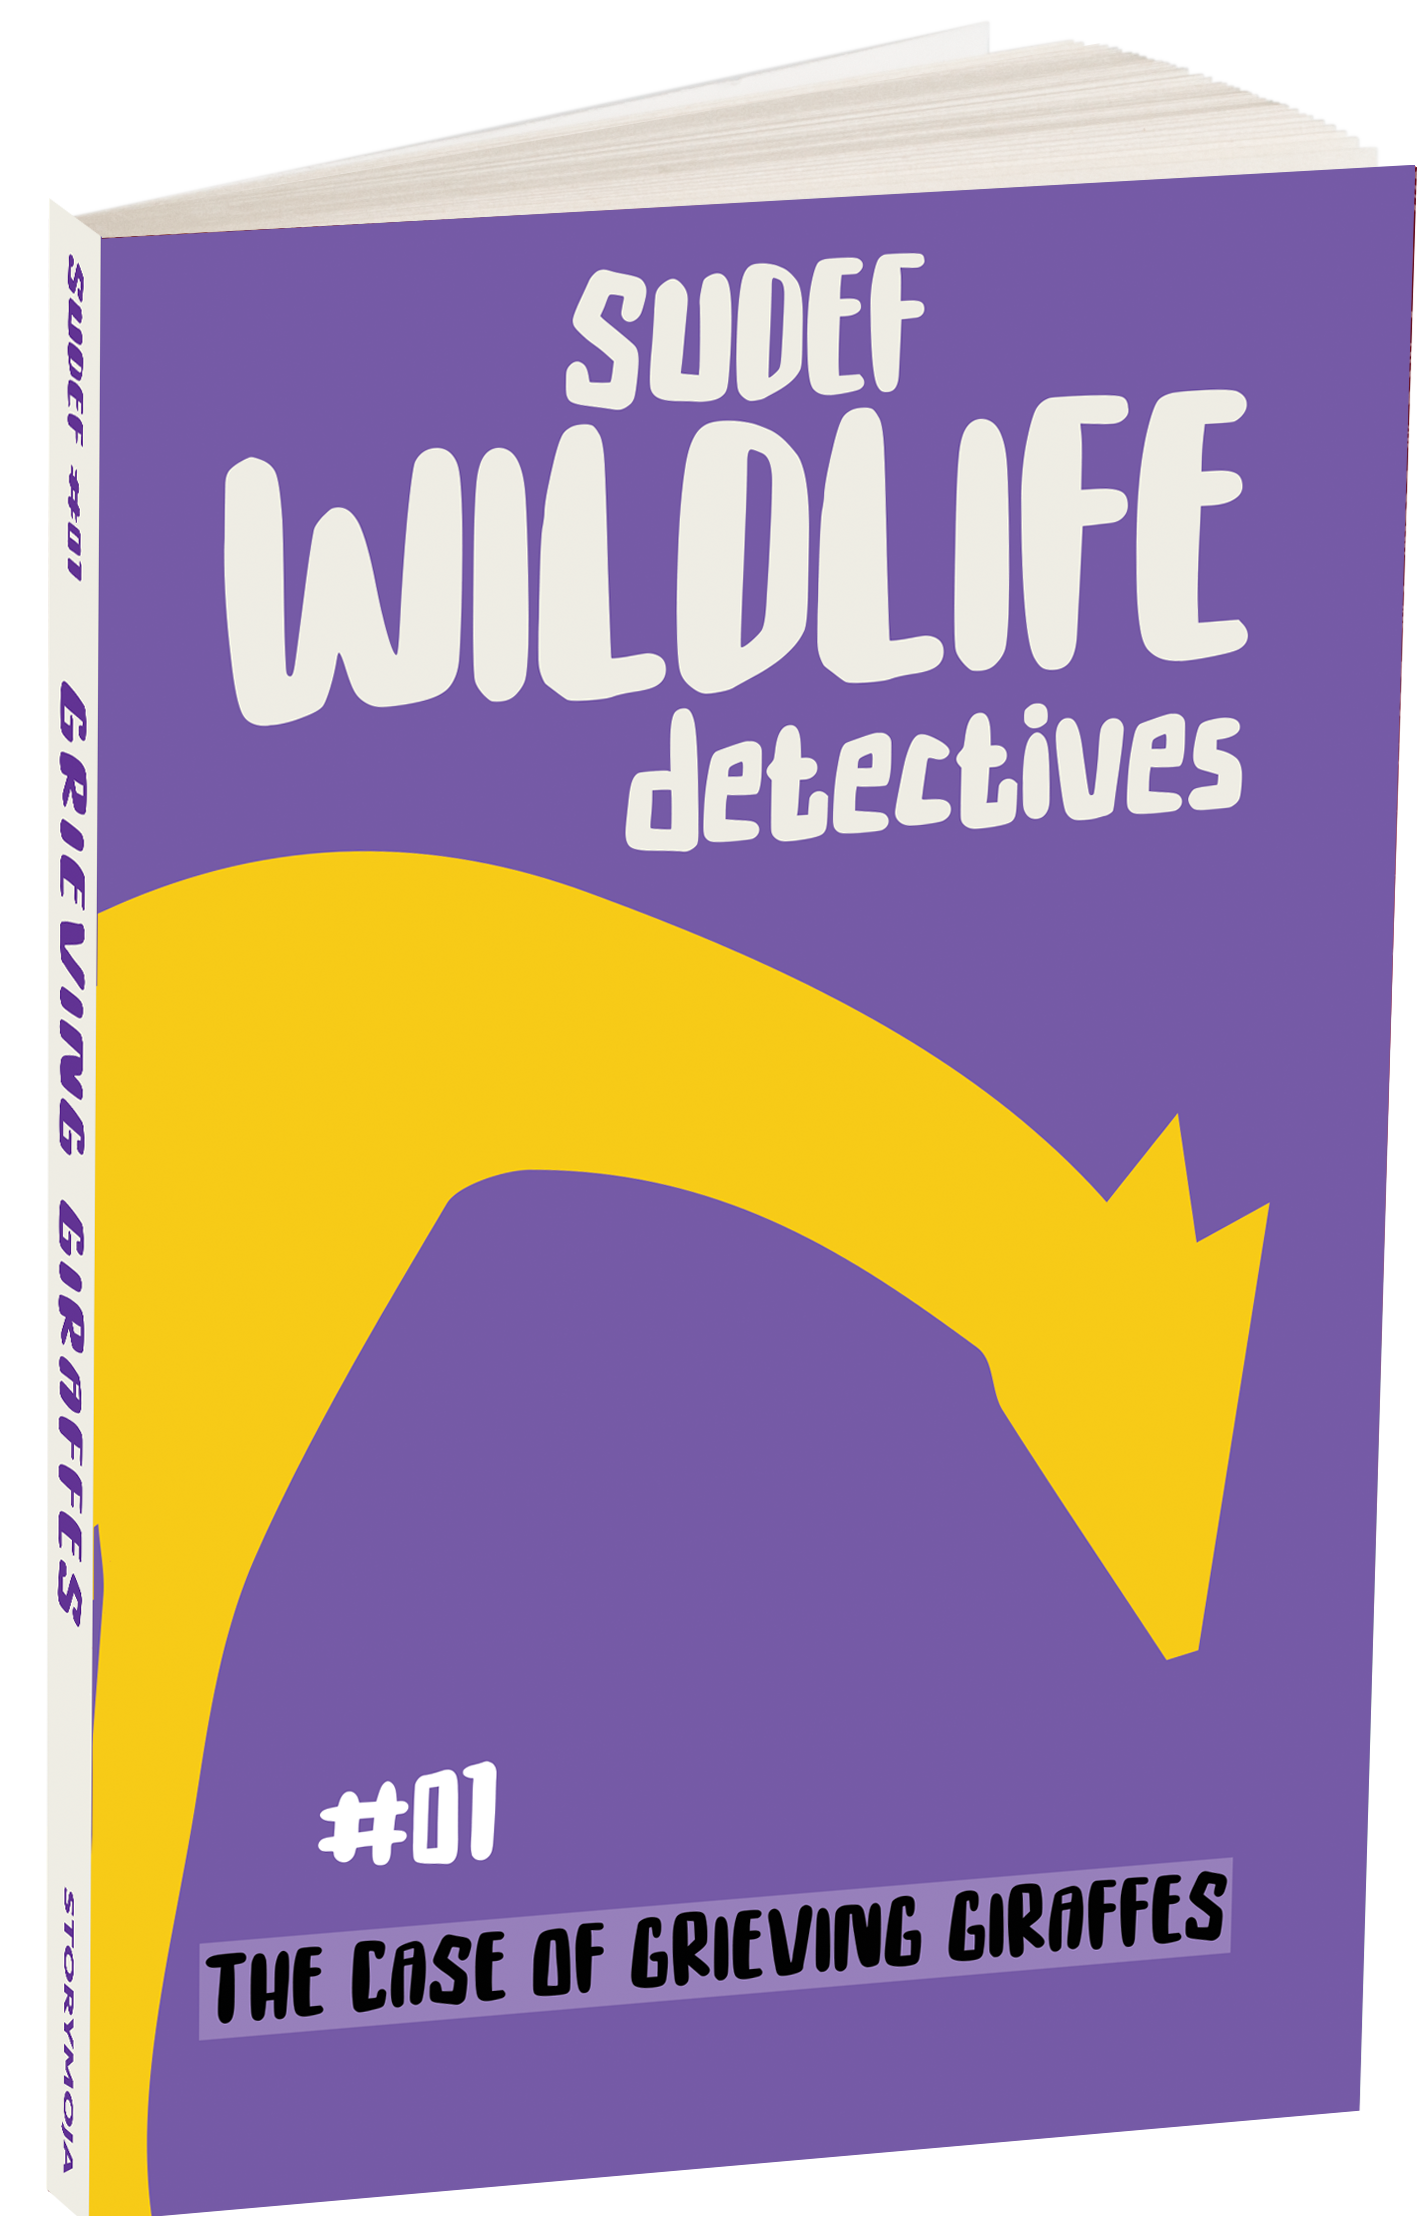 SUDEF
WILDLIFE
detectives
#01
THE CASE OF GRIEVING GIRAFFES
SUDEF #01 GRIEVING GIRAFFES STORYMOJA